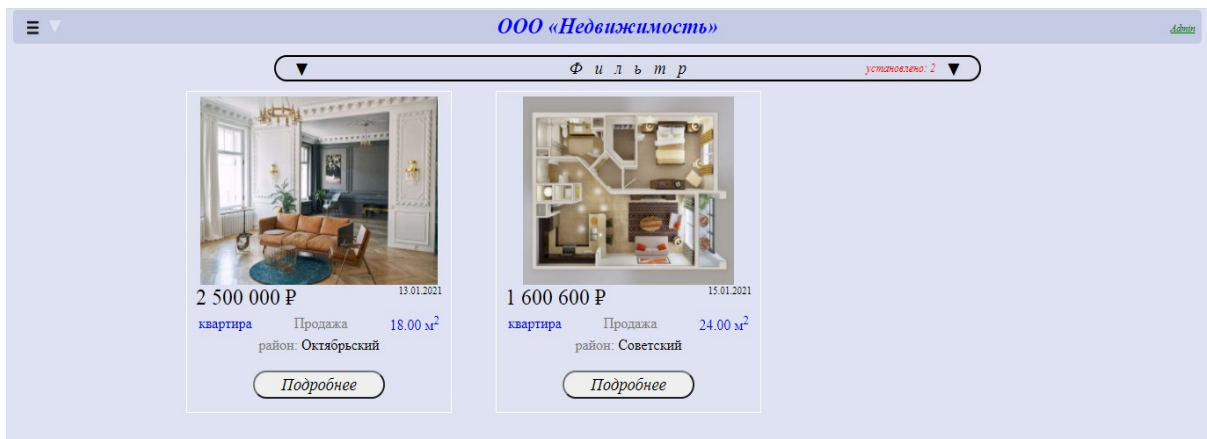 ☰ ▼ ООО «Недвижимость» Admin
▼ Фильтр установлено: 2 ▼
2 500 000 ₽ 13.01.2021
квартира Продажа 18.00 м²
район: Октябрьский
Подробнее
1 600 600 ₽ 15.01.2021
квартира Продажа 24.00 м²
район: Советский
Подробнее